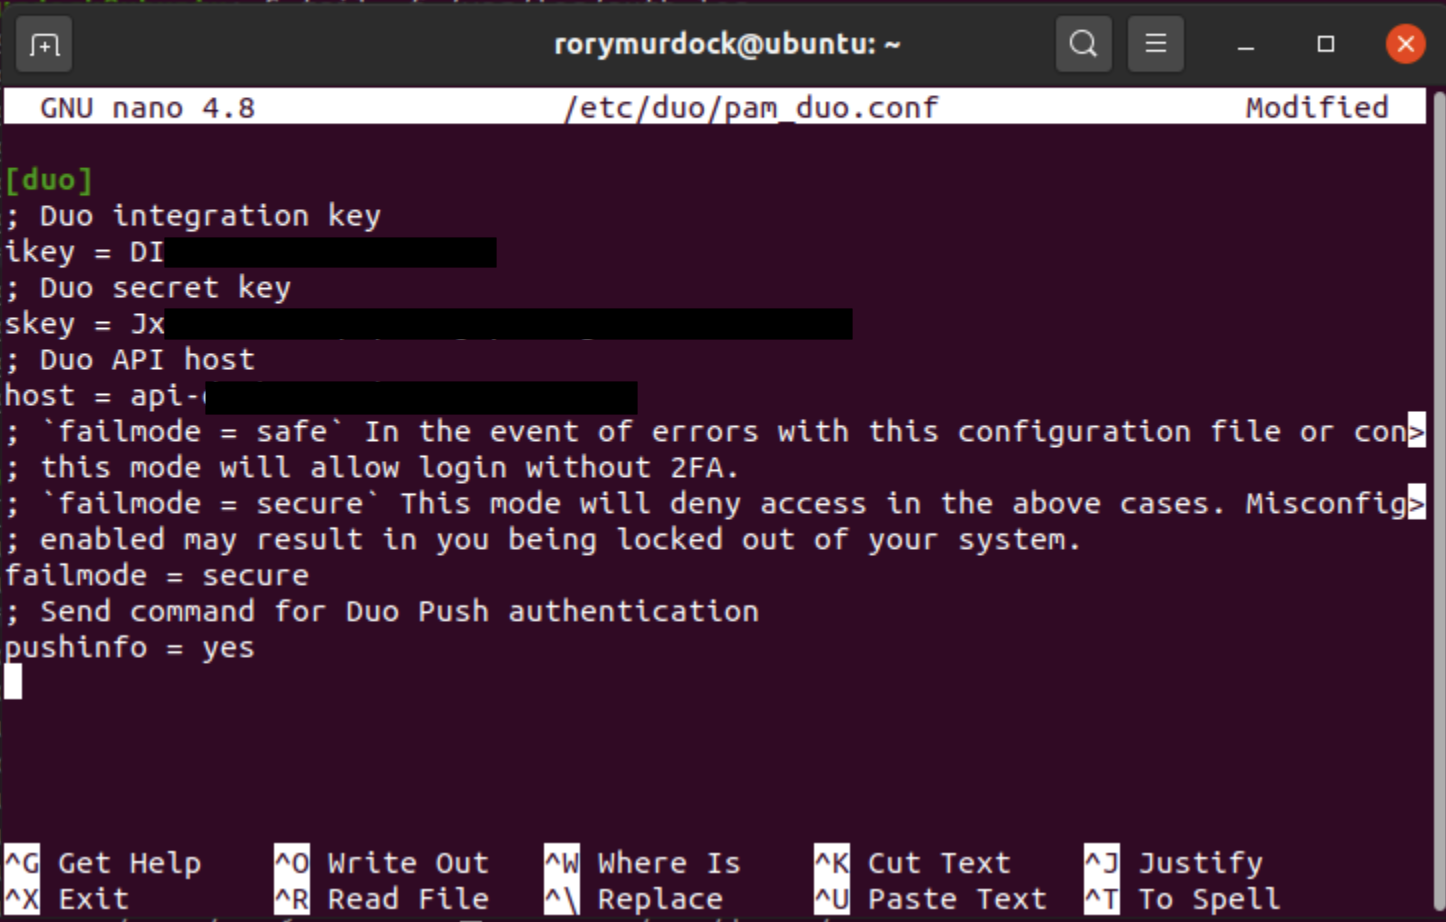 rorymurdock@ubuntu: ~
GNU nano 4.8 /etc/duo/pam_duo.conf Modified
[duo]
; Duo integration key
ikey = DI
; Duo secret key
skey = Jx
; Duo API host
host = api-
; `failmode = safe` In the event of errors with this configuration file or con>
; this mode will allow login without 2FA.
; `failmode = secure` This mode will deny access in the above cases. Misconfig>
; enabled may result in you being locked out of your system.
failmode = secure
; Send command for Duo Push authentication
pushinfo = yes
^G Get Help ^O Write Out ^W Where Is ^K Cut Text ^J Justify
^X Exit ^R Read File ^\ Replace ^U Paste Text ^T To Spell